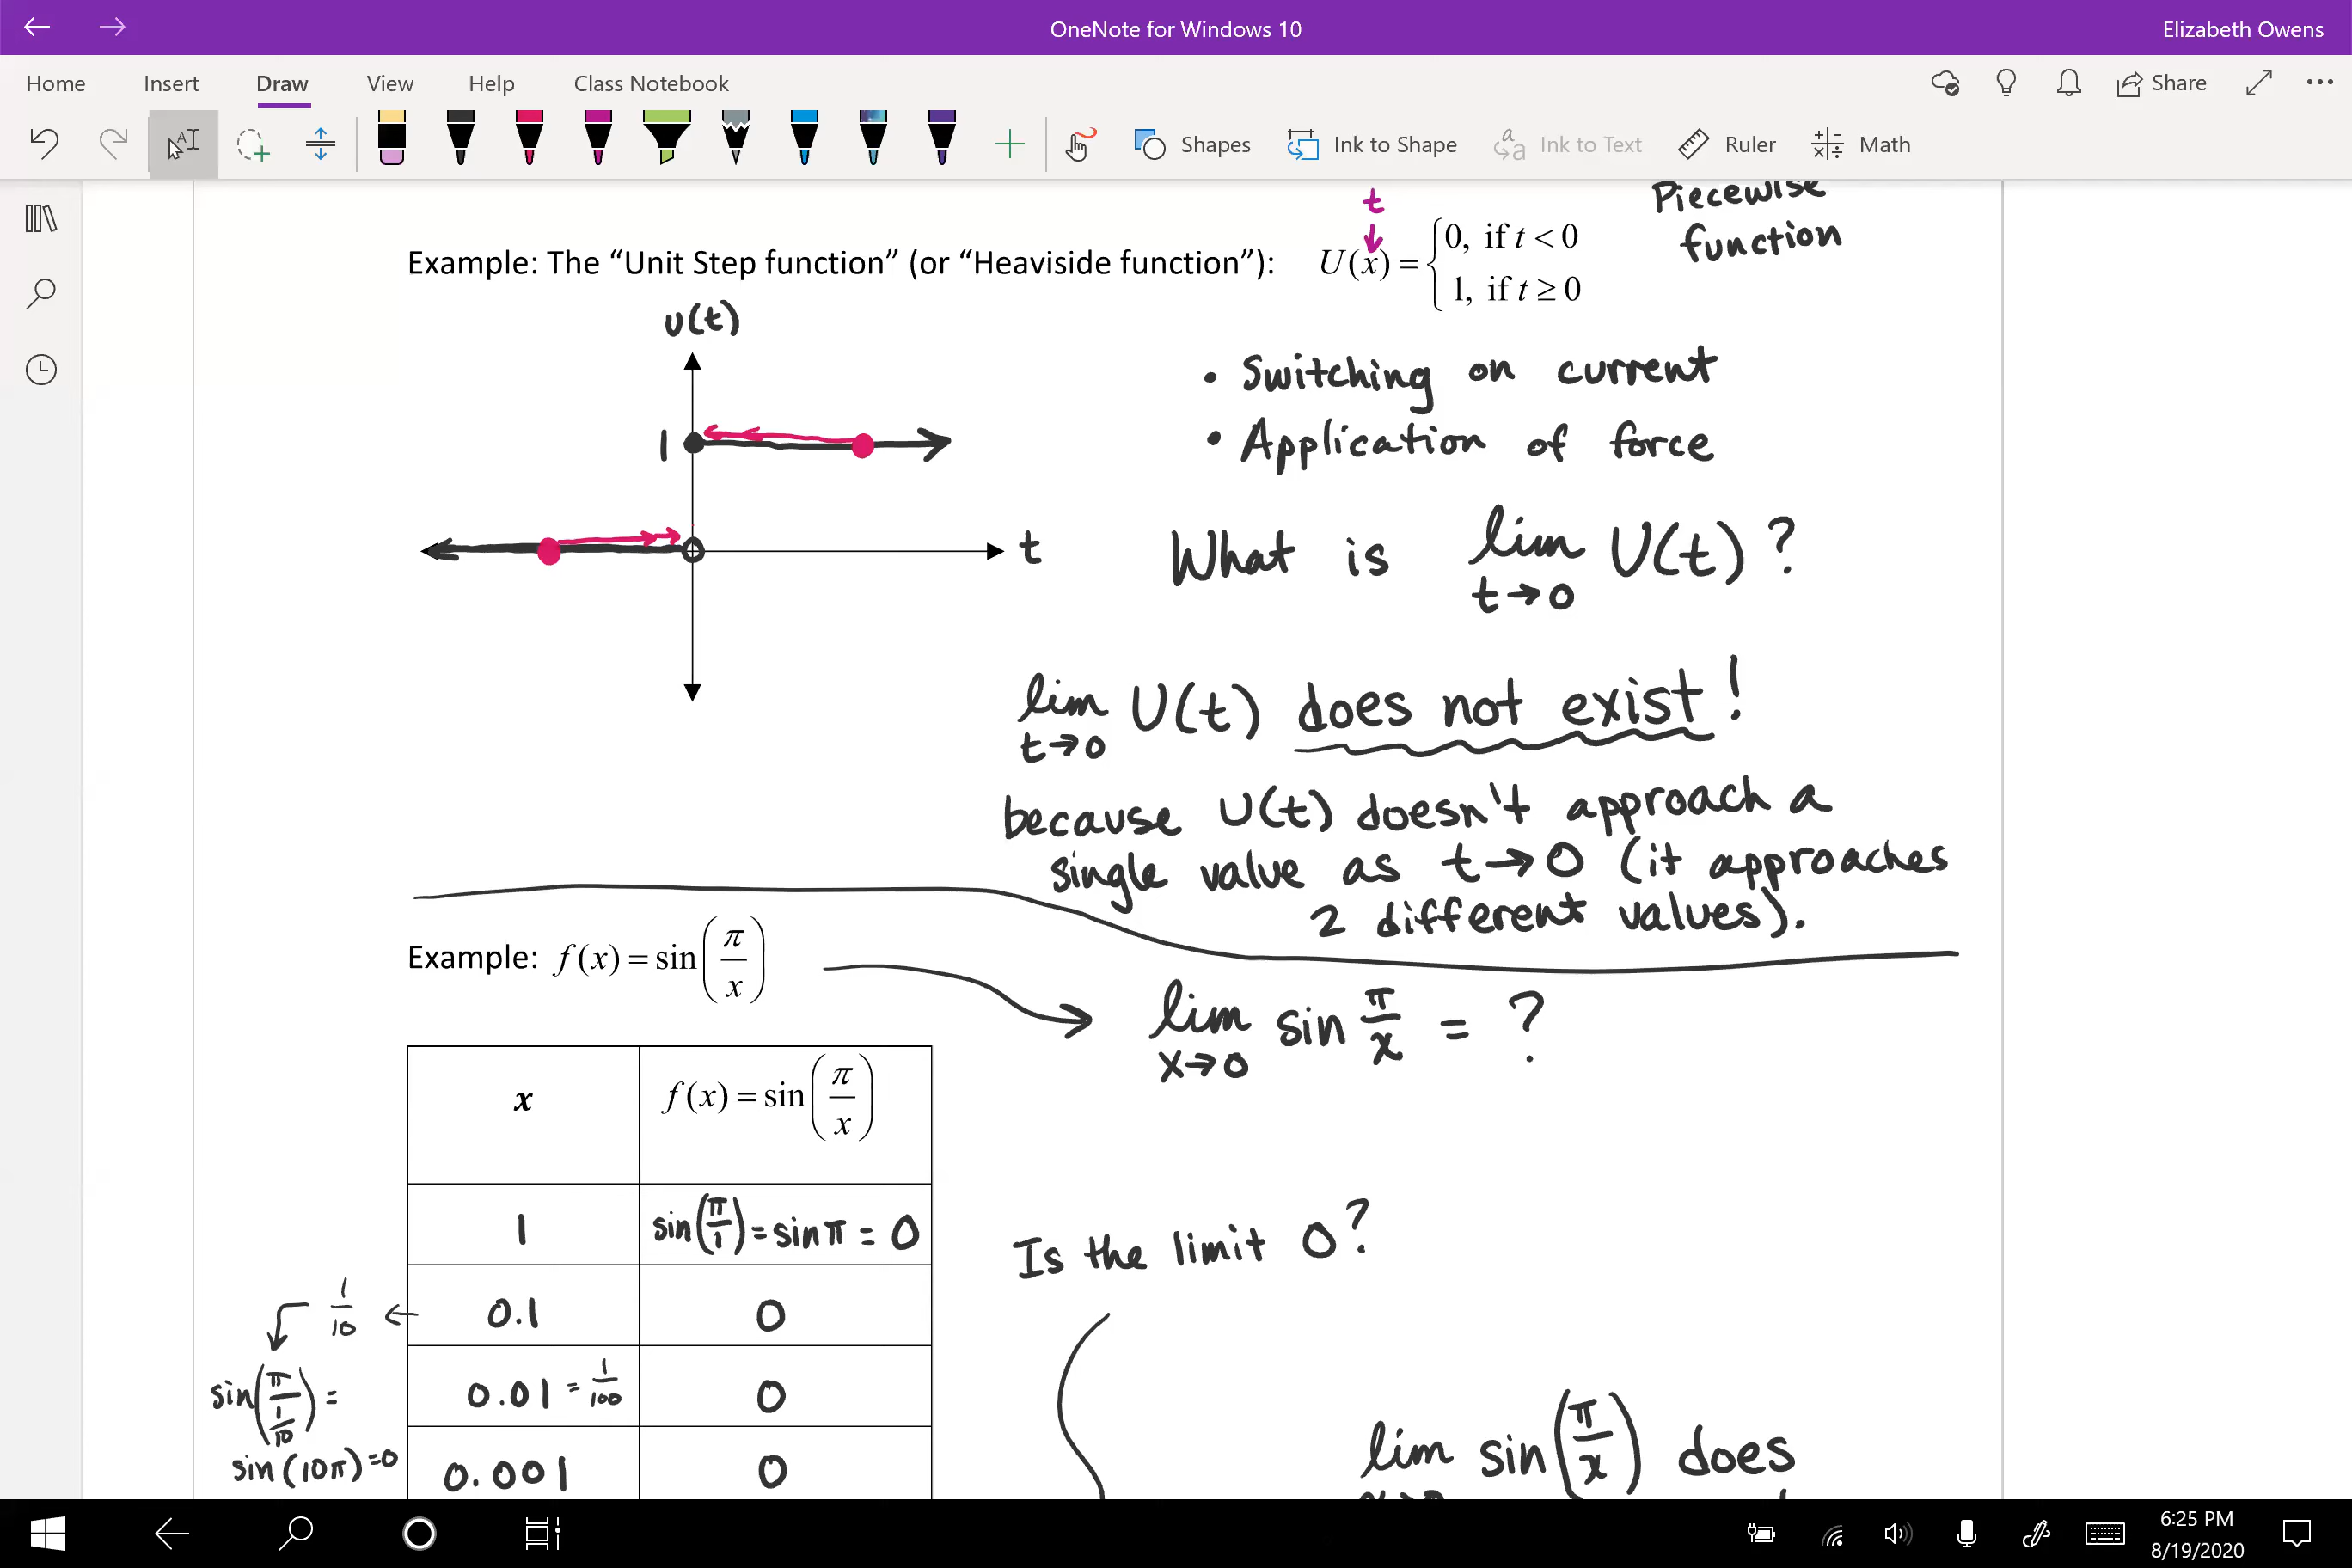 OneNote for Windows 10
Elizabeth Owens
Home Insert Draw View Help Class Notebook
Share
Shapes Ink to Shape Ink to Text Ruler Math
Piecewise
function
t
Example: The “Unit Step function” (or “Heaviside function”): U(x) = { 0, if t < 0
1, if t ≥ 0
u(t)
1
t
• Switching on current
• Application of force
What is lim t→0 U(t)?
lim t→0 U(t) does not exist!
because U(t) doesn't approach a
single value as t→0 (it approaches
2 different values).
Example: f(x) = sin(π/x)
lim x→0 sin π/x = ?
x f(x) = sin(π/x)
1 sin(π/1) = sin π = 0
Is the limit 0?
1/10 ← 0.1 0
0.01 = 1/100 0
sin(π/(1/10)) =
sin(10π) = 0
0.001 0
lim sin(π/x) does
6:25 PM
8/19/2020